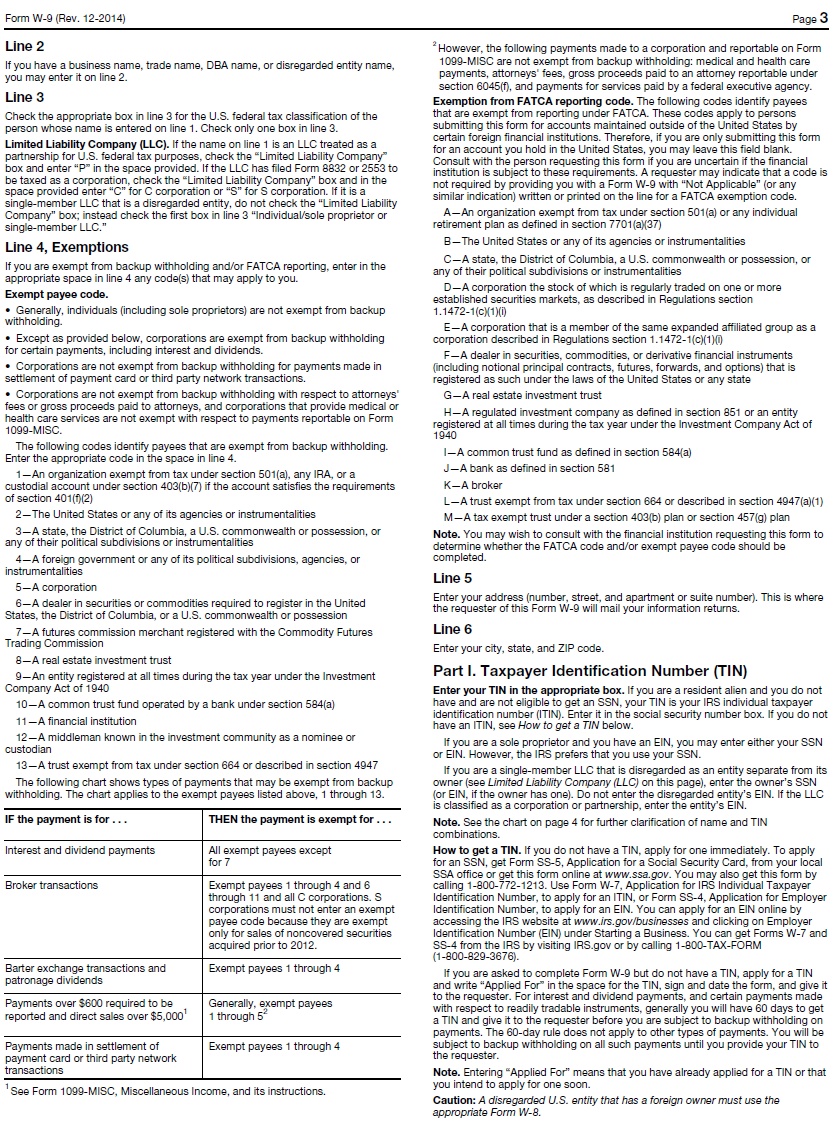 Form W-9 (Rev. 12-2014)
Page 3
Line 2
If you have a business name, trade name, DBA name, or disregarded entity name,
you may enter it on line 2.
Line 3
Check the appropriate box in line 3 for the U.S. federal tax classification of the
person whose name is entered on line 1. Check only one box in line 3.
Limited Liability Company (LLC). If the name on line 1 is an LLC treated as a
partnership for U.S. federal tax purposes, check the “Limited Liability Company”
box and enter “P” in the space provided. If the LLC has filed Form 8832 or 2553 to
be taxed as a corporation, check the “Limited Liability Company” box and in the
space provided enter “C” for C corporation or “S” for S corporation. If it is a
single-member LLC that is a disregarded entity, do not check the “Limited Liability
Company” box; instead check the first box in line 3 “Individual/sole proprietor or
single-member LLC.”
Line 4, Exemptions
If you are exempt from backup withholding and/or FATCA reporting, enter in the
appropriate space in line 4 any code(s) that may apply to you.
Exempt payee code.
• Generally, individuals (including sole proprietors) are not exempt from backup
withholding.
• Except as provided below, corporations are exempt from backup withholding
for certain payments, including interest and dividends.
• Corporations are not exempt from backup withholding for payments made in
settlement of payment card or third party network transactions.
• Corporations are not exempt from backup withholding with respect to attorneys'
fees or gross proceeds paid to attorneys, and corporations that provide medical or
health care services are not exempt with respect to payments reportable on Form
1099-MISC.
The following codes identify payees that are exempt from backup withholding.
Enter the appropriate code in the space in line 4.
1—An organization exempt from tax under section 501(a), any IRA, or a
custodial account under section 403(b)(7) if the account satisfies the requirements
of section 401(f)(2)
2—The United States or any of its agencies or instrumentalities
3—A state, the District of Columbia, a U.S. commonwealth or possession, or
any of their political subdivisions or instrumentalities
4—A foreign government or any of its political subdivisions, agencies, or
instrumentalities
5—A corporation
6—A dealer in securities or commodities required to register in the United
States, the District of Columbia, or a U.S. commonwealth or possession
7—A futures commission merchant registered with the Commodity Futures
Trading Commission
8—A real estate investment trust
9—An entity registered at all times during the tax year under the Investment
Company Act of 1940
10—A common trust fund operated by a bank under section 584(a)
11—A financial institution
12—A middleman known in the investment community as a nominee or
custodian
13—A trust exempt from tax under section 664 or described in section 4947
The following chart shows types of payments that may be exempt from backup
withholding. The chart applies to the exempt payees listed above, 1 through 13.
IF the payment is for . . .
THEN the payment is exempt for . . .
Interest and dividend payments
All exempt payees except
for 7
Broker transactions
Exempt payees 1 through 4 and 6
through 11 and all C corporations. S
corporations must not enter an exempt
payee code because they are exempt
only for sales of noncovered securities
acquired prior to 2012.
Barter exchange transactions and
patronage dividends
Exempt payees 1 through 4
Payments over $600 required to be
reported and direct sales over $5,000¹
Generally, exempt payees
1 through 5²
Payments made in settlement of
payment card or third party network
transactions
Exempt payees 1 through 4
¹ See Form 1099-MISC, Miscellaneous Income, and its instructions.
² However, the following payments made to a corporation and reportable on Form
1099-MISC are not exempt from backup withholding: medical and health care
payments, attorneys' fees, gross proceeds paid to an attorney reportable under
section 6045(f), and payments for services paid by a federal executive agency.
Exemption from FATCA reporting code. The following codes identify payees
that are exempt from reporting under FATCA. These codes apply to persons
submitting this form for accounts maintained outside of the United States by
certain foreign financial institutions. Therefore, if you are only submitting this form
for an account you hold in the United States, you may leave this field blank.
Consult with the person requesting this form if you are uncertain if the financial
institution is subject to these requirements. A requester may indicate that a code is
not required by providing you with a Form W-9 with “Not Applicable” (or any
similar indication) written or printed on the line for a FATCA exemption code.
A—An organization exempt from tax under section 501(a) or any individual
retirement plan as defined in section 7701(a)(37)
B—The United States or any of its agencies or instrumentalities
C—A state, the District of Columbia, a U.S. commonwealth or possession, or
any of their political subdivisions or instrumentalities
D—A corporation the stock of which is regularly traded on one or more
established securities markets, as described in Regulations section
1.1472-1(c)(1)(i)
E—A corporation that is a member of the same expanded affiliated group as a
corporation described in Regulations section 1.1472-1(c)(1)(i)
F—A dealer in securities, commodities, or derivative financial instruments
(including notional principal contracts, futures, forwards, and options) that is
registered as such under the laws of the United States or any state
G—A real estate investment trust
H—A regulated investment company as defined in section 851 or an entity
registered at all times during the tax year under the Investment Company Act of
1940
I—A common trust fund as defined in section 584(a)
J—A bank as defined in section 581
K—A broker
L—A trust exempt from tax under section 664 or described in section 4947(a)(1)
M—A tax exempt trust under a section 403(b) plan or section 457(g) plan
Note. You may wish to consult with the financial institution requesting this form to
determine whether the FATCA code and/or exempt payee code should be
completed.
Line 5
Enter your address (number, street, and apartment or suite number). This is where
the requester of this Form W-9 will mail your information returns.
Line 6
Enter your city, state, and ZIP code.
Part I. Taxpayer Identification Number (TIN)
Enter your TIN in the appropriate box. If you are a resident alien and you do not
have and are not eligible to get an SSN, your TIN is your IRS individual taxpayer
identification number (ITIN). Enter it in the social security number box. If you do not
have an ITIN, see How to get a TIN below.
If you are a sole proprietor and you have an EIN, you may enter either your SSN
or EIN. However, the IRS prefers that you use your SSN.
If you are a single-member LLC that is disregarded as an entity separate from its
owner (see Limited Liability Company (LLC) on this page), enter the owner’s SSN
(or EIN, if the owner has one). Do not enter the disregarded entity’s EIN. If the LLC
is classified as a corporation or partnership, enter the entity’s EIN.
Note. See the chart on page 4 for further clarification of name and TIN
combinations.
How to get a TIN. If you do not have a TIN, apply for one immediately. To apply
for an SSN, get Form SS-5, Application for a Social Security Card, from your local
SSA office or get this form online at www.ssa.gov. You may also get this form by
calling 1-800-772-1213. Use Form W-7, Application for IRS Individual Taxpayer
Identification Number, to apply for an ITIN, or Form SS-4, Application for Employer
Identification Number, to apply for an EIN. You can apply for an EIN online by
accessing the IRS website at www.irs.gov/businesses and clicking on Employer
Identification Number (EIN) under Starting a Business. You can get Forms W-7 and
SS-4 from the IRS by visiting IRS.gov or by calling 1-800-TAX-FORM
(1-800-829-3676).
If you are asked to complete Form W-9 but do not have a TIN, apply for a TIN
and write “Applied For” in the space for the TIN, sign and date the form, and give it
to the requester. For interest and dividend payments, and certain payments made
with respect to readily tradable instruments, generally you will have 60 days to get
a TIN and give it to the requester before you are subject to backup withholding on
payments. The 60-day rule does not apply to other types of payments. You will be
subject to backup withholding on all such payments until you provide your TIN to
the requester.
Note. Entering “Applied For” means that you have already applied for a TIN or that
you intend to apply for one soon.
Caution: A disregarded U.S. entity that has a foreign owner must use the
appropriate Form W-8.